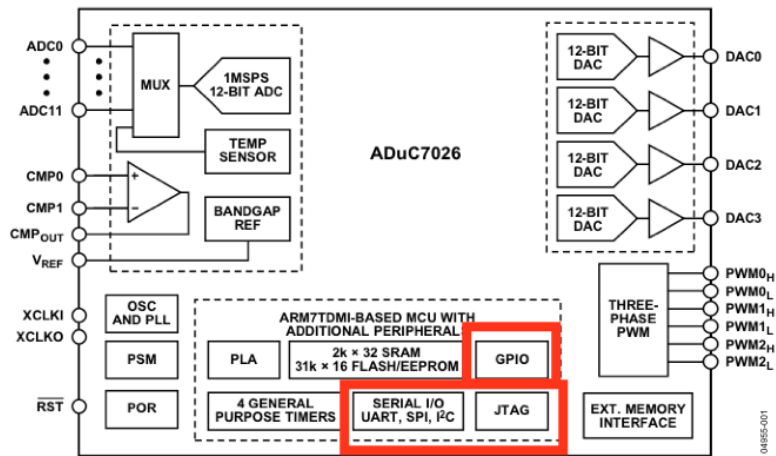 ADC0
ADC11
MUX
1MSPS
12-BIT ADC
TEMP
SENSOR
CMP0
CMP1
CMPOUT
VREF
+
−
BANDGAP
REF
ADuC7026
12-BIT
DAC
DAC0
12-BIT
DAC
DAC1
12-BIT
DAC
DAC2
12-BIT
DAC
DAC3
XCLKI
XCLKO
RST
OSC
AND PLL
PSM
POR
ARM7TDMI-BASED MCU WITH
ADDITIONAL PERIPHERALS
PLA
2k × 32 SRAM
31k × 16 FLASH/EEPROM
GPIO
4 GENERAL
PURPOSE TIMERS
SERIAL I/O
UART, SPI, I²C
JTAG
THREE-
PHASE
PWM
PWM0H
PWM0L
PWM1H
PWM1L
PWM2H
PWM2L
EXT. MEMORY
INTERFACE
04955-001